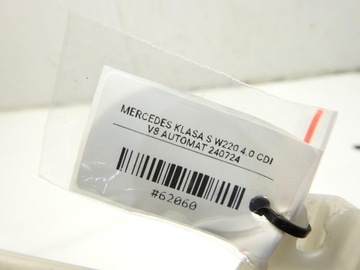 MERCEDES KLASA S W220 4.0 CDI
V8 AUTOMAT 240724
#62060